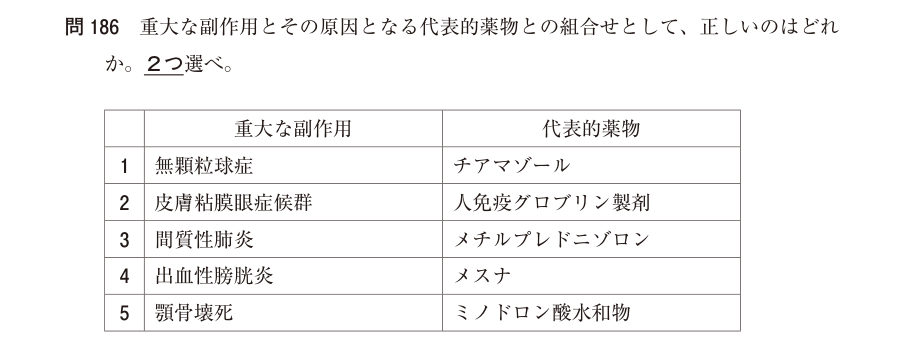 問 186 重大な副作用とその原因となる代表的薬物との組合せとして、正しいのはどれ
か。２つ選べ。
重大な副作用 代表的薬物
1 無顆粒球症 チアマゾール
2 皮膚粘膜眼症候群 人免疫グロブリン製剤
3 間質性肺炎 メチルプレドニゾロン
4 出血性膀胱炎 メスナ
5 顎骨壊死 ミノドロン酸水和物